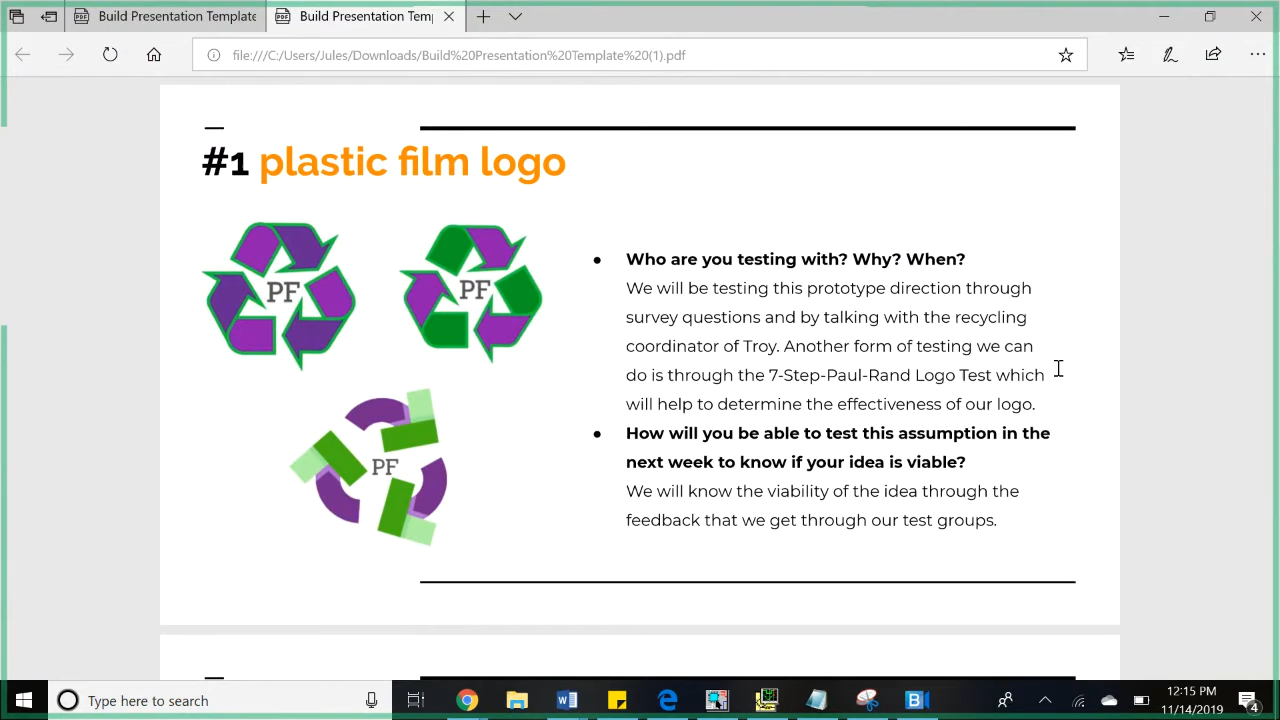 Build Presentation Template
Build Presentation Temp
file:///C:/Users/Jules/Downloads/Build%20Presentation%20Template%20(1).pdf
#1 plastic film logo
PF
PF
PF
● Who are you testing with? Why? When?
We will be testing this prototype direction through
survey questions and by talking with the recycling
coordinator of Troy. Another form of testing we can
do is through the 7-Step-Paul-Rand Logo Test which
will help to determine the effectiveness of our logo.
● How will you be able to test this assumption in the
next week to know if your idea is viable?
We will know the viability of the idea through the
feedback that we get through our test groups.
Type here to search
12:15 PM
11/14/2019
4